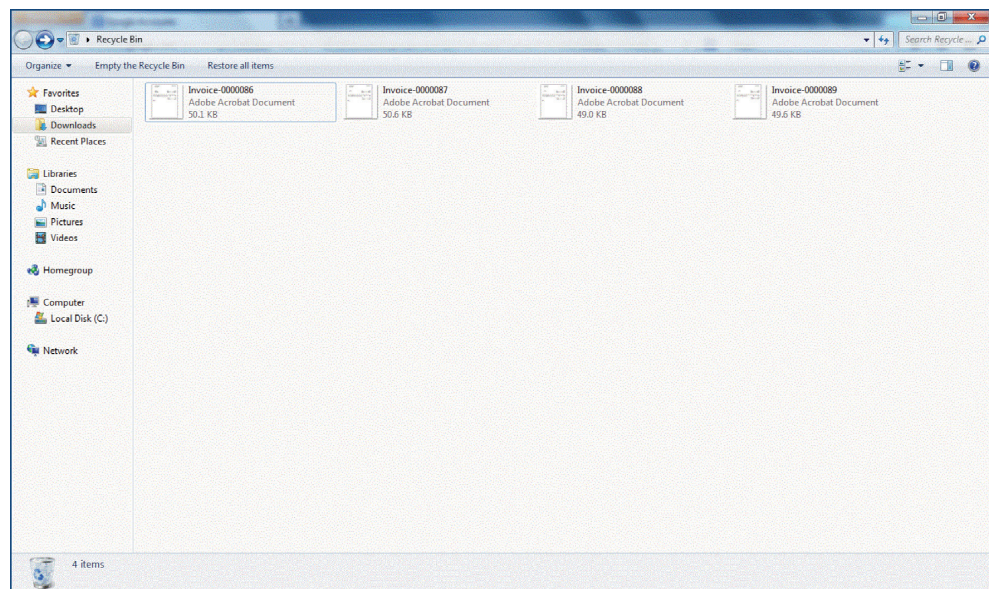 Recycle Bin
Search Recycle ...
Organize
Empty the Recycle Bin
Restore all items
Favorites
Desktop
Downloads
Recent Places
Libraries
Documents
Music
Pictures
Videos
Homegroup
Computer
Local Disk (C:)
Network
Invoice-0000086
Adobe Acrobat Document
50.1 KB
Invoice-0000087
Adobe Acrobat Document
50.6 KB
Invoice-0000088
Adobe Acrobat Document
49.0 KB
Invoice-0000089
Adobe Acrobat Document
49.6 KB
4 items